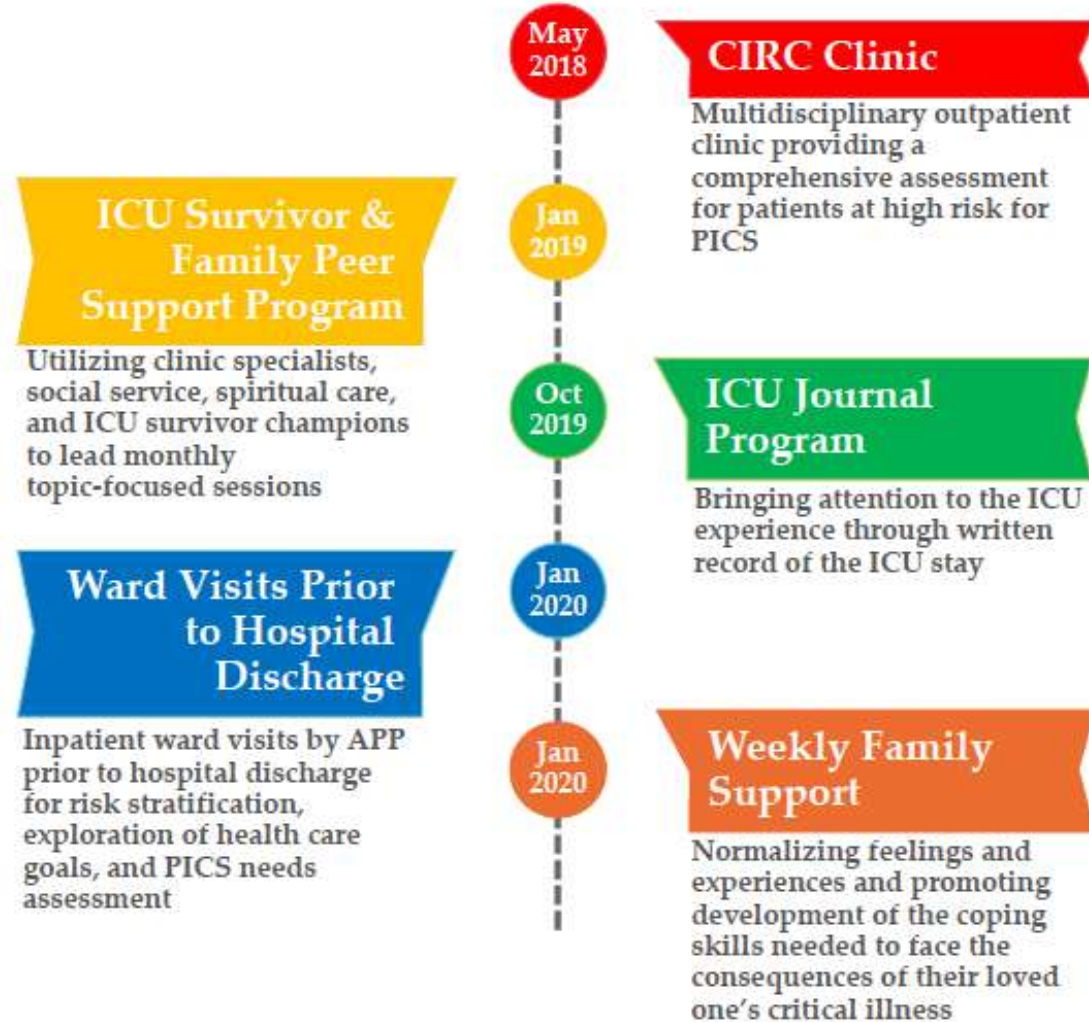 May
2018
CIRC Clinic
Multidisciplinary outpatient
clinic providing a
comprehensive assessment
for patients at high risk for
PICS
Jan
2019
ICU Survivor &
Family Peer
Support Program
Utilizing clinic specialists,
social service, spiritual care,
and ICU survivor champions
to lead monthly
topic-focused sessions
Oct
2019
ICU Journal
Program
Bringing attention to the ICU
experience through written
record of the ICU stay
Jan
2020
Ward Visits Prior
to Hospital
Discharge
Inpatient ward visits by APP
prior to hospital discharge
for risk stratification,
exploration of health care
goals, and PICS needs
assessment
Jan
2020
Weekly Family
Support
Normalizing feelings and
experiences and promoting
development of the coping
skills needed to face the
consequences of their loved
one's critical illness